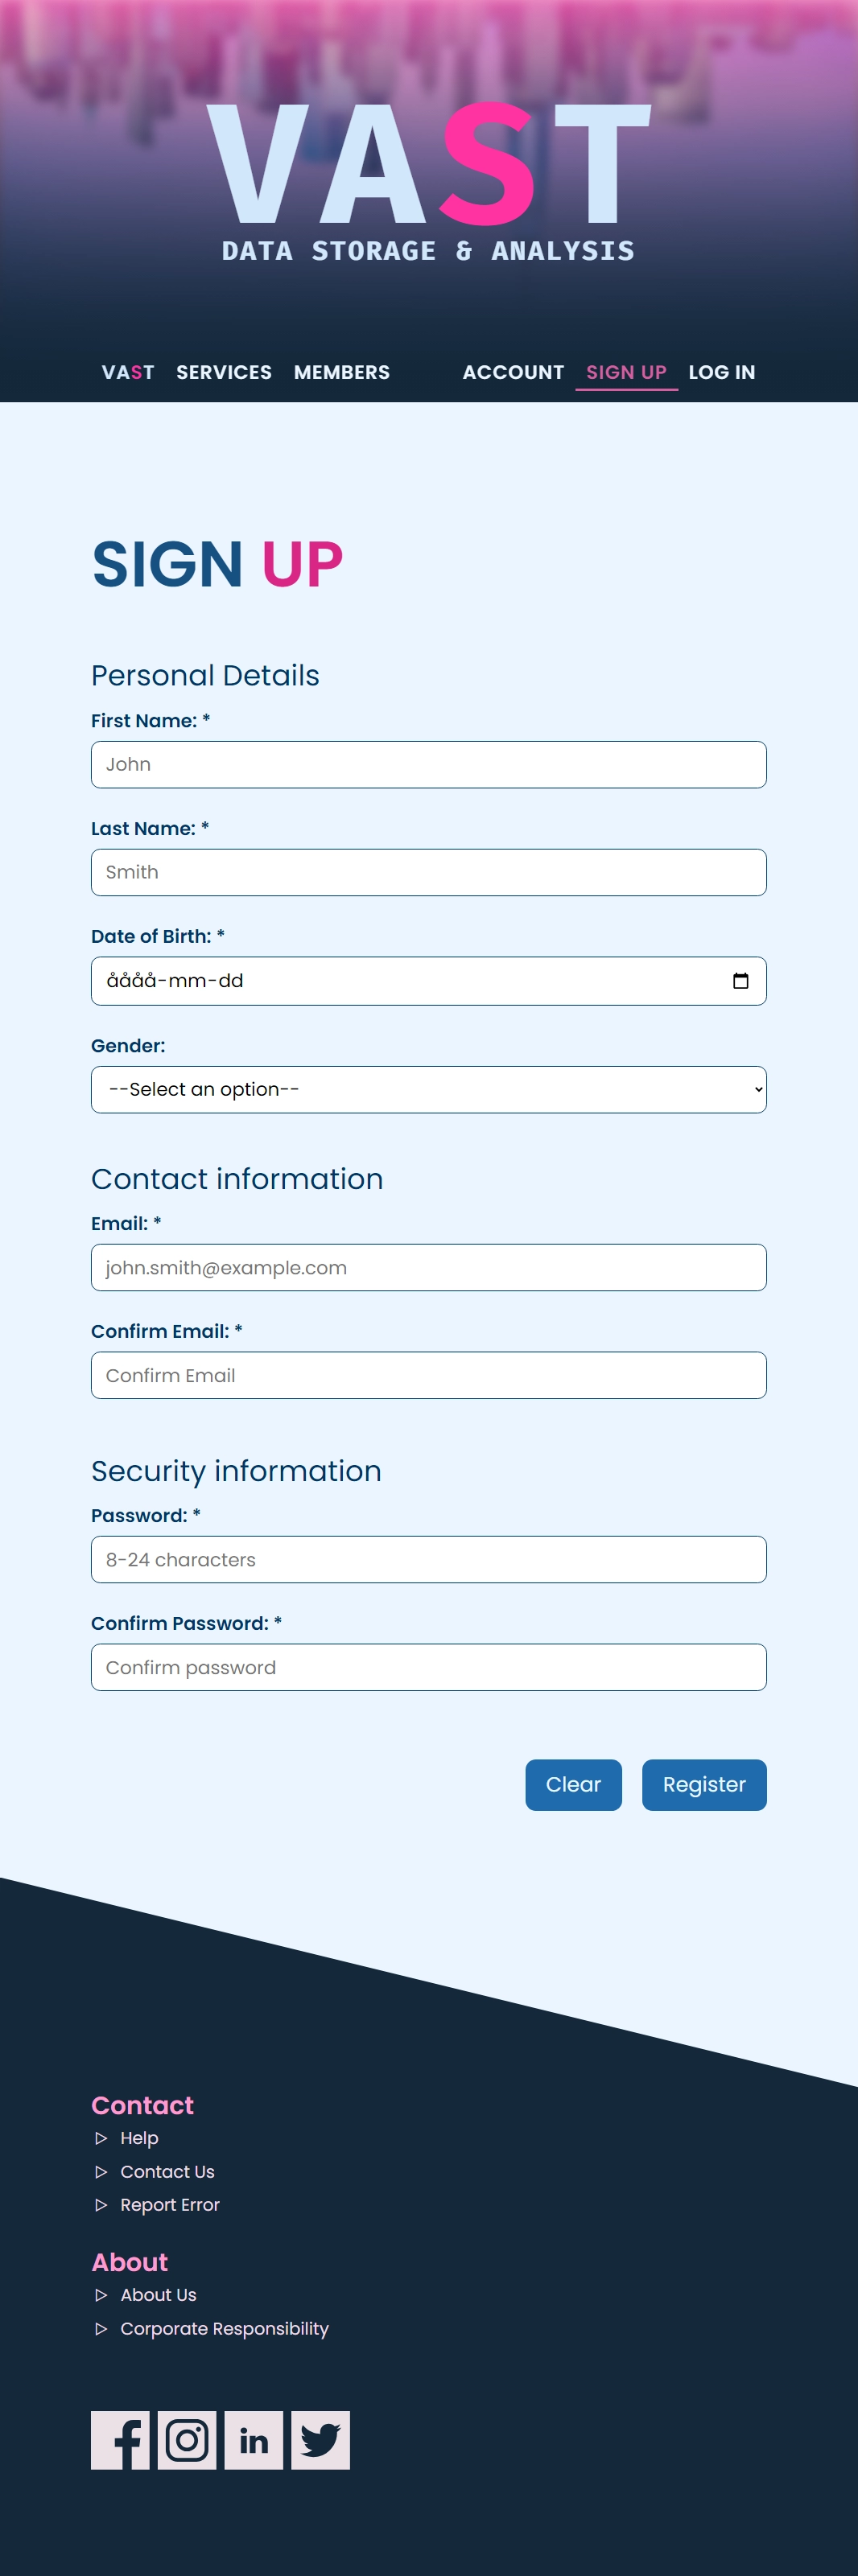 VAST
DATA STORAGE & ANALYSIS
VAST SERVICES MEMBERS ACCOUNT SIGN UP LOG IN
SIGN UP
Personal Details
First Name: *
John
Last Name: *
Smith
Date of Birth: *
åååå-mm-dd
Gender:
--Select an option--
Contact information
Email: *
john.smith@example.com
Confirm Email: *
Confirm Email
Security information
Password: *
8-24 characters
Confirm Password: *
Confirm password
Clear Register
Contact
Help
Contact Us
Report Error
About
About Us
Corporate Responsibility
in